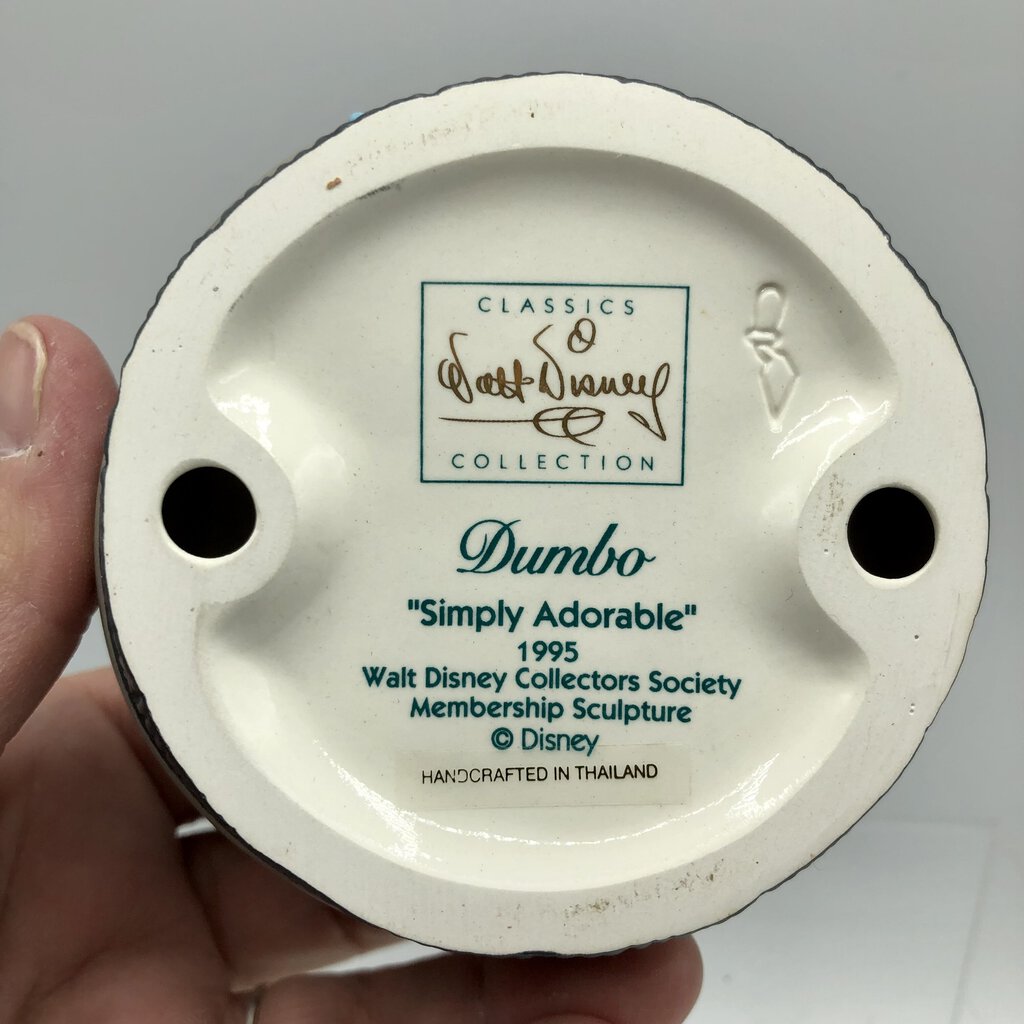 CLASSICS
Walt Disney
COLLECTION
Dumbo
"Simply Adorable"
1995
Walt Disney Collectors Society
Membership Sculpture
© Disney
HANDCRAFTED IN THAILAND